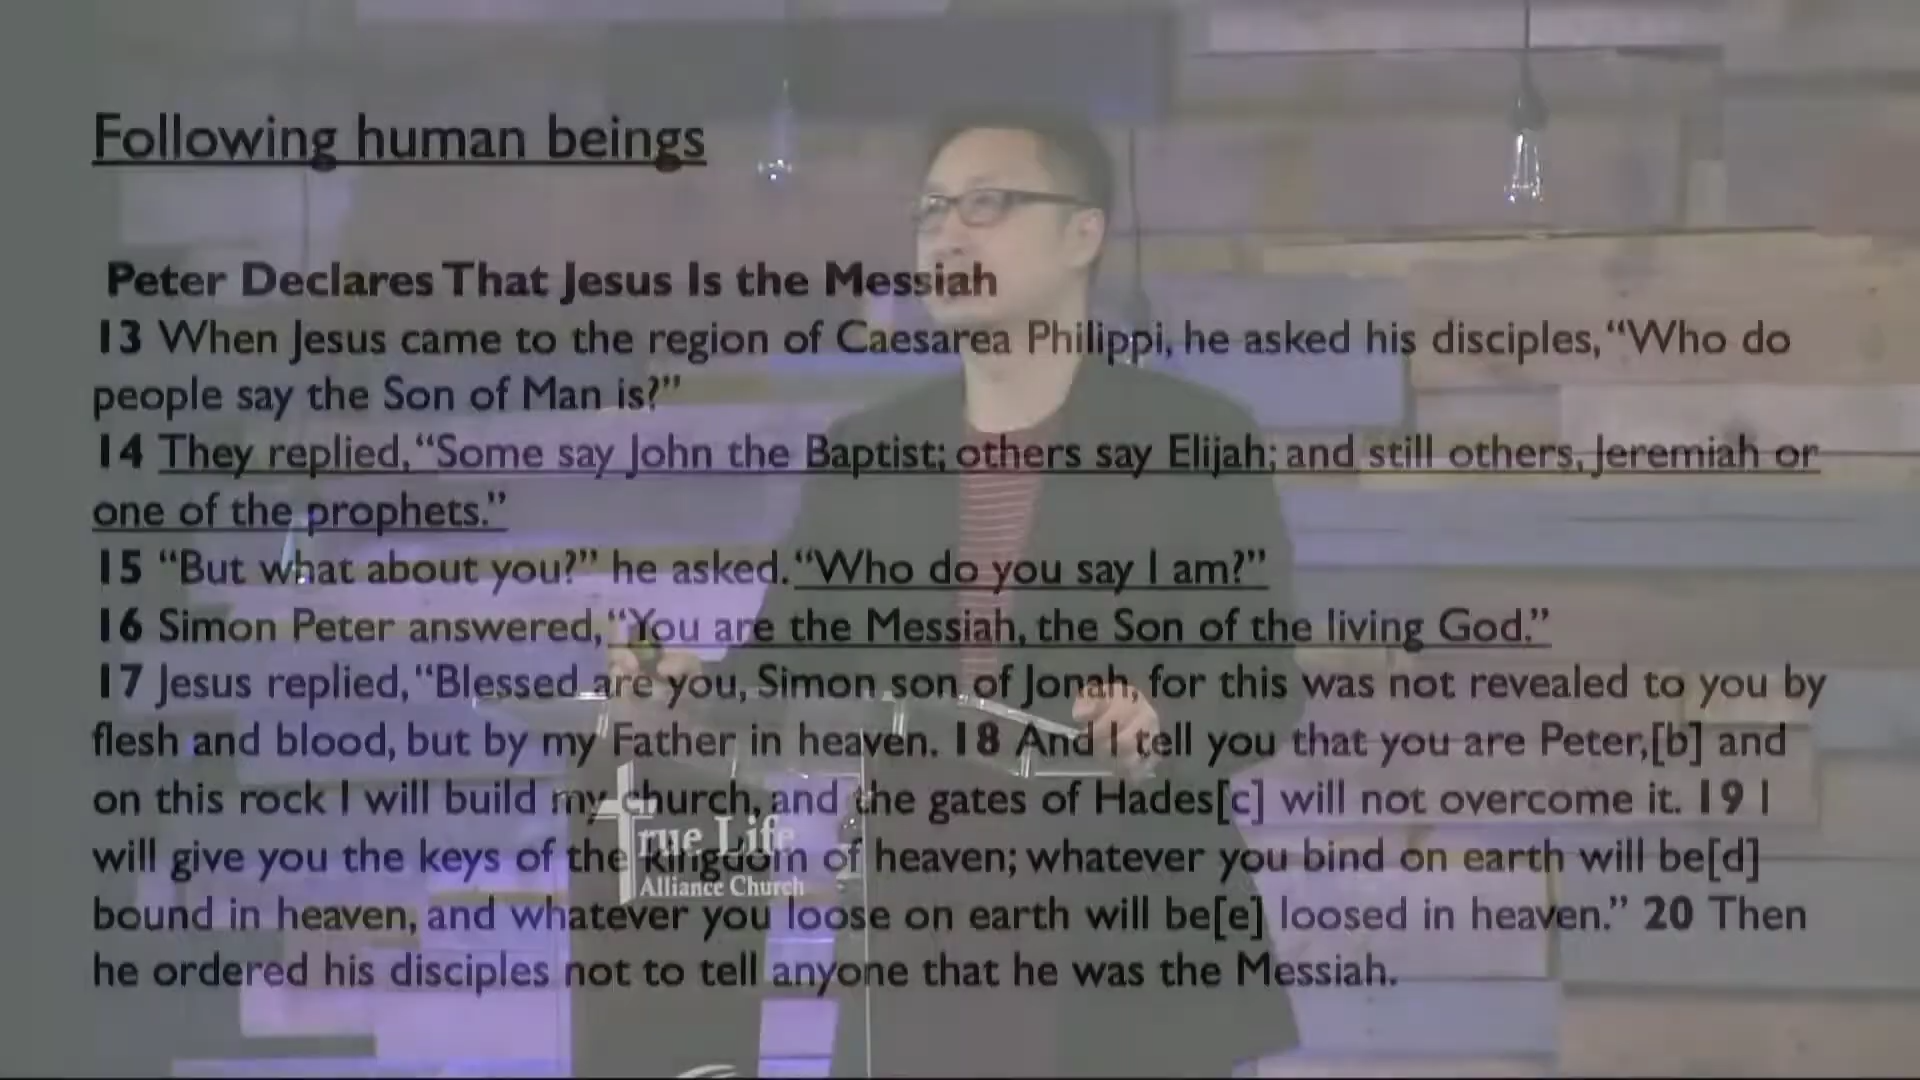 Following human beings
Peter Declares That Jesus Is the Messiah
13 When Jesus came to the region of Caesarea Philippi, he asked his disciples, “Who do
people say the Son of Man is?”
14 They replied, “Some say John the Baptist; others say Elijah; and still others, Jeremiah or
one of the prophets.”
15 “But what about you?” he asked. “Who do you say I am?”
16 Simon Peter answered, “You are the Messiah, the Son of the living God.”
17 Jesus replied, “Blessed are you, Simon son of Jonah, for this was not revealed to you by
flesh and blood, but by my Father in heaven. 18 And I tell you that you are Peter,[b] and
on this rock I will build my church, and the gates of Hades[c] will not overcome it. 19 I
will give you the keys of the kingdom of heaven; whatever you bind on earth will be[d]
bound in heaven, and whatever you loose on earth will be[e] loosed in heaven.” 20 Then
he ordered his disciples not to tell anyone that he was the Messiah.
True Life
Alliance Church